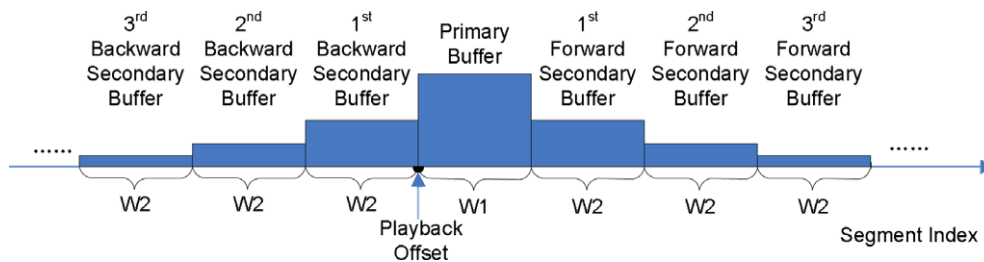 3rd
Backward
Secondary
Buffer
2nd
Backward
Secondary
Buffer
1st
Backward
Secondary
Buffer
Primary
Buffer
1st
Forward
Secondary
Buffer
2nd
Forward
Secondary
Buffer
3rd
Forward
Secondary
Buffer
......
......
W2
W2
W2
W1
W2
W2
W2
Playback
Offset
Segment Index